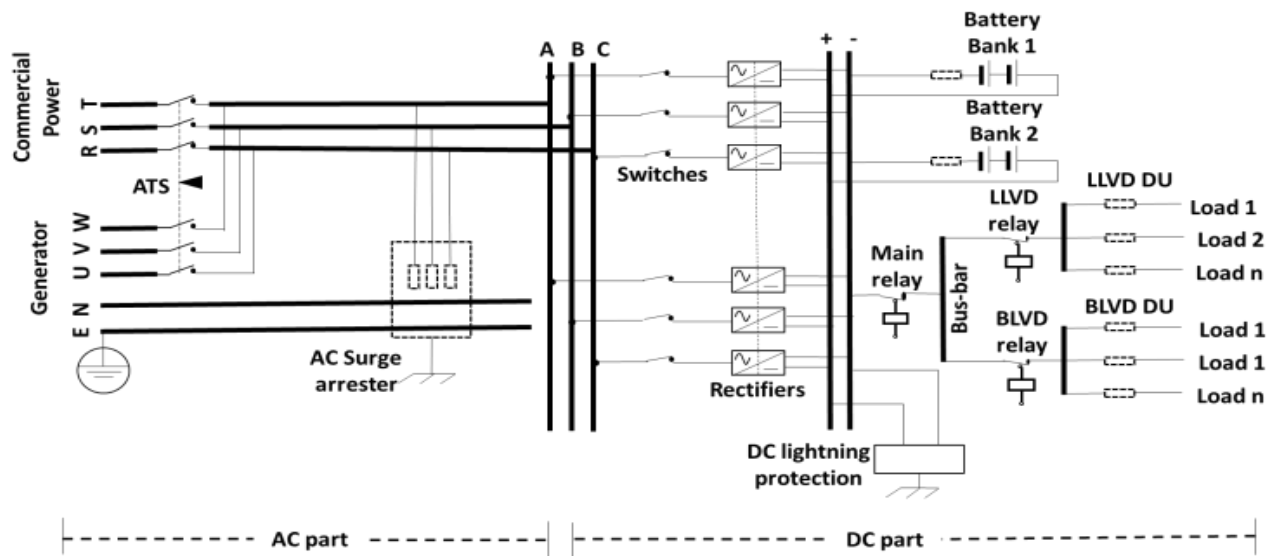 Commercial
Power
T
S
R
ATS
Generator
W
V
U
N
E
AC Surge
arrester
A B C
Switches
Rectifiers
+ -
Battery
Bank 1
Battery
Bank 2
Main
relay
Bus-bar
LLVD
relay
LLVD DU
Load 1
Load 2
Load n
BLVD
relay
BLVD DU
Load 1
Load 1
Load n
DC lightning
protection
AC part
DC part